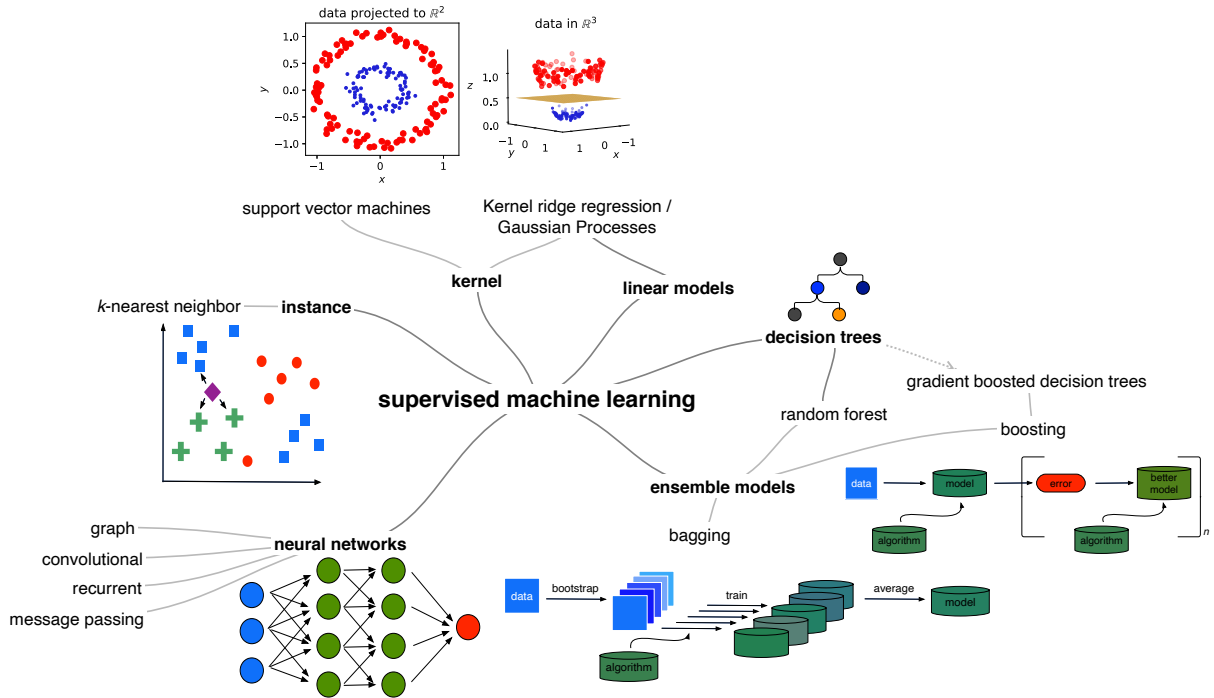 data projected to ℝ²
data in ℝ³
1.0
0.5
0.0
−0.5
−1.0
y
−1
0
1
x
z
1.0
0.5
0.0
−1
0
1
y
1
0
−1
x
support vector machines
Kernel ridge regression /
Gaussian Processes
kernel
linear models
k-nearest neighbor
instance
decision trees
supervised machine learning
gradient boosted decision trees
random forest
boosting
ensemble models
bagging
data
model
error
better
model
algorithm
algorithm
n
graph
convolutional
recurrent
message passing
neural networks
data
bootstrap
algorithm
train
average
model